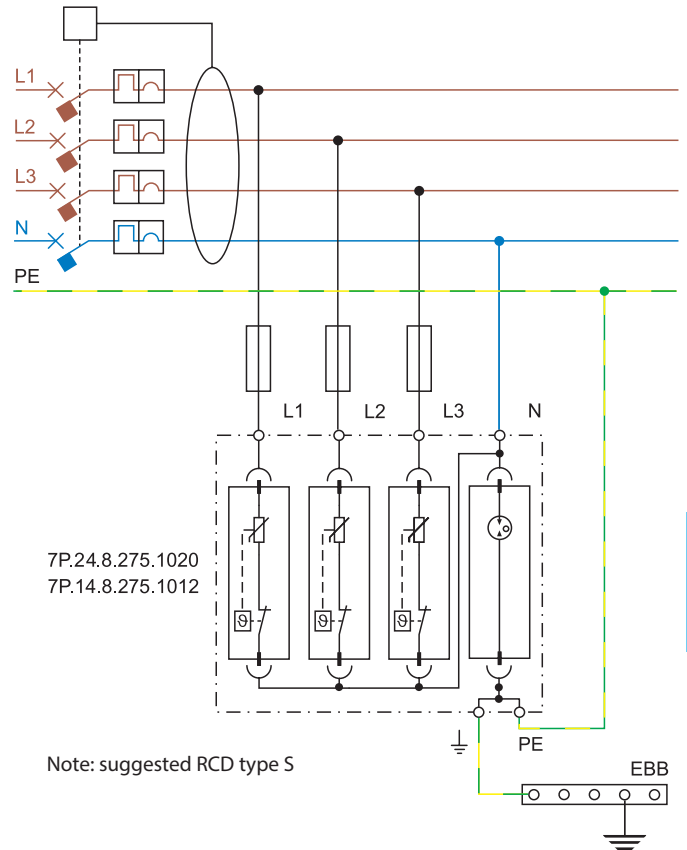 L1
L2
L3
N
PE
L1 L2 L3 N
7P.24.8.275.1020
7P.14.8.275.1012
ϑ ϑ ϑ
PE
Note: suggested RCD type S
EBB